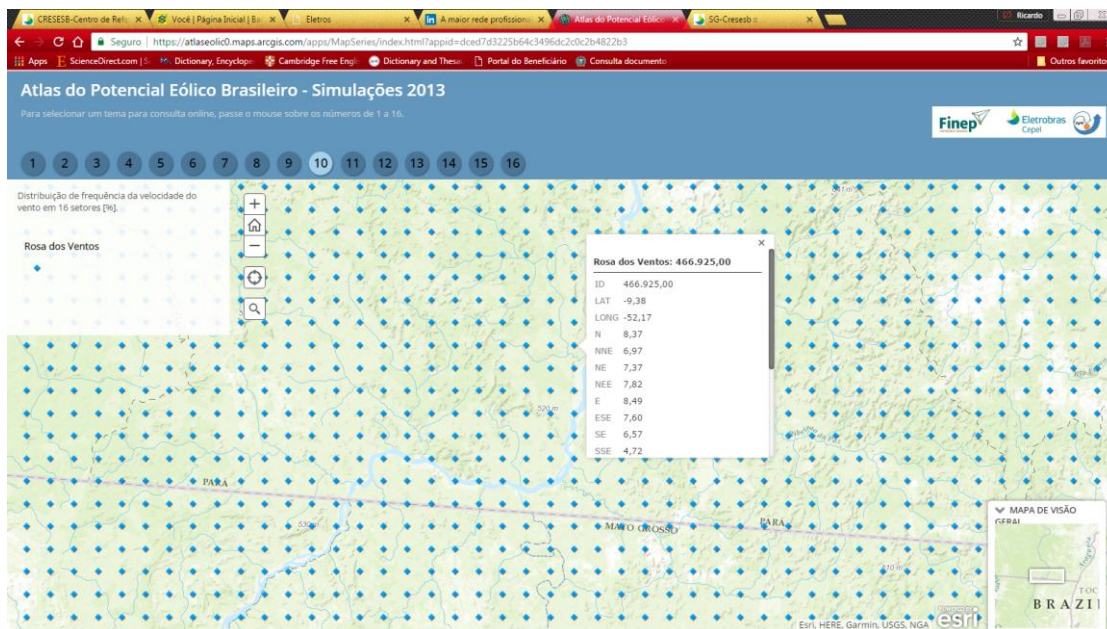 CRESESB-Centro de Refe
Você | Página Inicial | Ba
Eletros
A maior rede profissiona
Atlas do Potencial Eólico
SG-Cresesb ::
Ricardo
Seguro | https://atlaseolic0.maps.arcgis.com/apps/MapSeries/index.html?appid=dced7d3225b64c3496dc2c0c2b4822b3
Apps
ScienceDirect.com | S
Dictionary, Encyclope
Cambridge Free Engl
Dictionary and Thesa
Portal do Beneficiário
Consulta documento
Outros favoritos
Atlas do Potencial Eólico Brasileiro - Simulações 2013
Para selecionar um tema para consulta online, passe o mouse sobre os números de 1 a 16.
Finep
Eletrobras
Cepel
1 2 3 4 5 6 7 8 9 10 11 12 13 14 15 16
Distribuição de frequência da velocidade do
vento em 16 setores [%].
Rosa dos Ventos
Rosa dos Ventos: 466.925,00
ID 466.925,00
LAT -9,38
LONG -52,17
N 8,37
NNE 6,97
NE 7,37
NEE 7,82
E 8,49
ESE 7,60
SE 6,57
SSE 4,72
520 m
PARÁ
530 m
MATO GROSSO
PARÁ
MAPA DE VISÃO
GERAL
BRAZIL
Esri, HERE, Garmin, USGS, NGA
esri